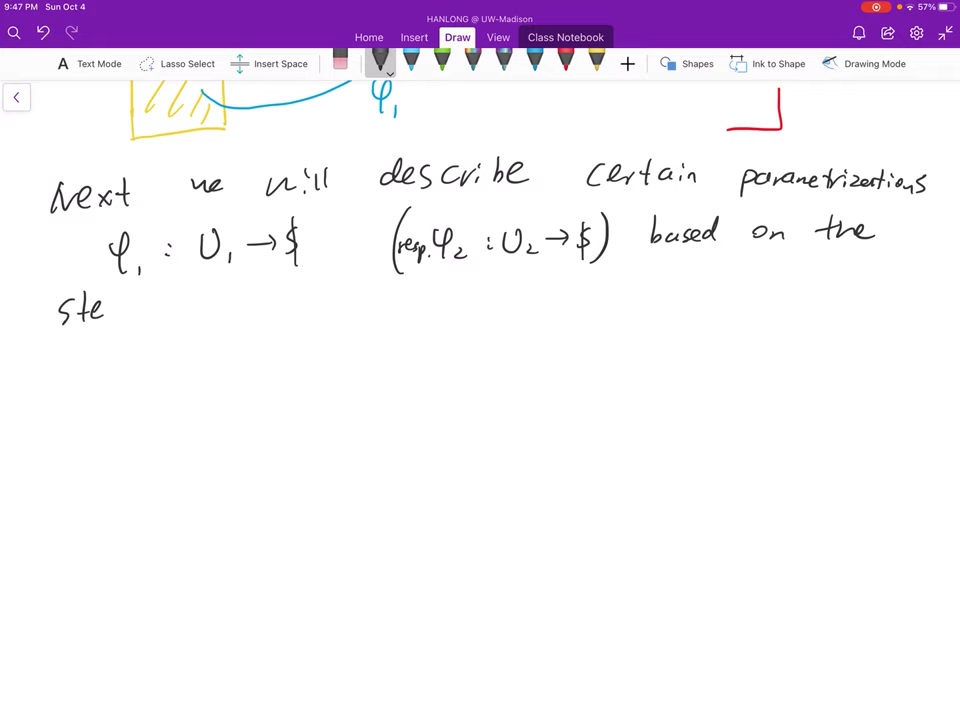 9:47 PM Sun Oct 4
57%
HANLONG @ UW-Madison
Home Insert Draw View Class Notebook
A Text Mode Lasso Select Insert Space Shapes Ink to Shape Drawing Mode
φ₁
Next we will describe certain parametrizations
φ₁ : U₁ → $ (resp. φ₂ : U₂ → $) based on the
ste